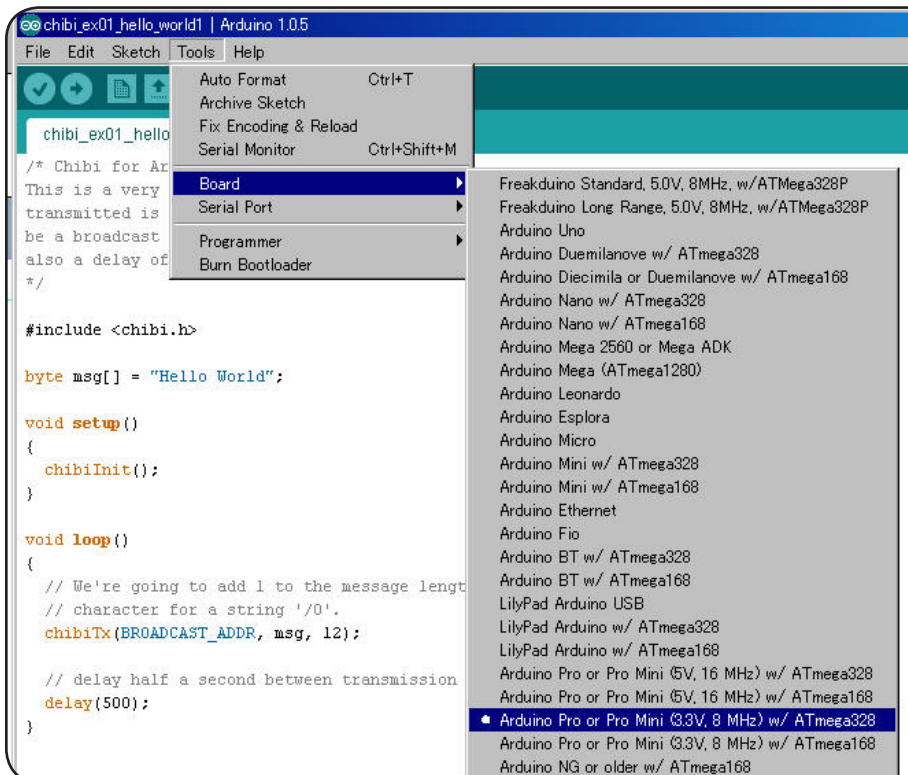 chibi_ex01_hello_world1 | Arduino 1.0.5
File Edit Sketch Tools Help
Auto Format Ctrl+T
Archive Sketch
Fix Encoding & Reload
Serial Monitor Ctrl+Shift+M
Board
Serial Port
Programmer
Burn Bootloader
Freakduino Standard, 5.0V, 8MHz, w/ATMega328P
Freakduino Long Range, 5.0V, 8MHz, w/ATMega328P
Arduino Uno
Arduino Duemilanove w/ ATmega328
Arduino Diecimila or Duemilanove w/ ATmega168
Arduino Nano w/ ATmega328
Arduino Nano w/ ATmega168
Arduino Mega 2560 or Mega ADK
Arduino Mega (ATmega1280)
Arduino Leonardo
Arduino Esplora
Arduino Micro
Arduino Mini w/ ATmega328
Arduino Mini w/ ATmega168
Arduino Ethernet
Arduino Fio
Arduino BT w/ ATmega328
Arduino BT w/ ATmega168
LilyPad Arduino USB
LilyPad Arduino w/ ATmega328
LilyPad Arduino w/ ATmega168
Arduino Pro or Pro Mini (5V, 16 MHz) w/ ATmega328
Arduino Pro or Pro Mini (5V, 16 MHz) w/ ATmega168
Arduino Pro or Pro Mini (3.3V, 8 MHz) w/ ATmega328
Arduino Pro or Pro Mini (3.3V, 8 MHz) w/ ATmega168
Arduino NG or older w/ ATmega168
chibi_ex01_hello
/* Chibi for Ar
This is a very
transmitted is
be a broadcast
also a delay of
*/
#include <chibi.h>
byte msg[] = "Hello World";
void setup()
{
chibiInit();
}
void loop()
{
// We're going to add 1 to the message lengt
// character for a string '/0'.
chibiTx(BROADCAST_ADDR, msg, 12);
// delay half a second between transmission
delay(500);
}